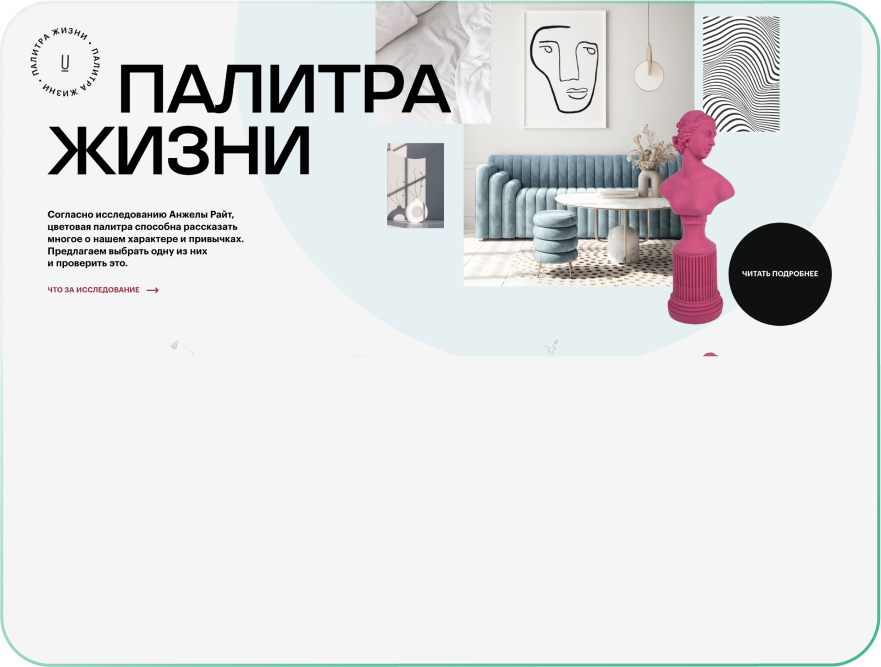 ПАЛИТРА ЖИЗНИ • ПАЛИТРА ЖИЗНИ •
U
ПАЛИТРА
ЖИЗНИ
Согласно исследованию Анжелы Райт,
цветовая палитра способна рассказать
многое о нашем характере и привычках.
Предлагаем выбрать одну из них
и проверить это.
ЧТО ЗА ИССЛЕДОВАНИЕ →
ЧИТАТЬ ПОДРОБНЕЕ